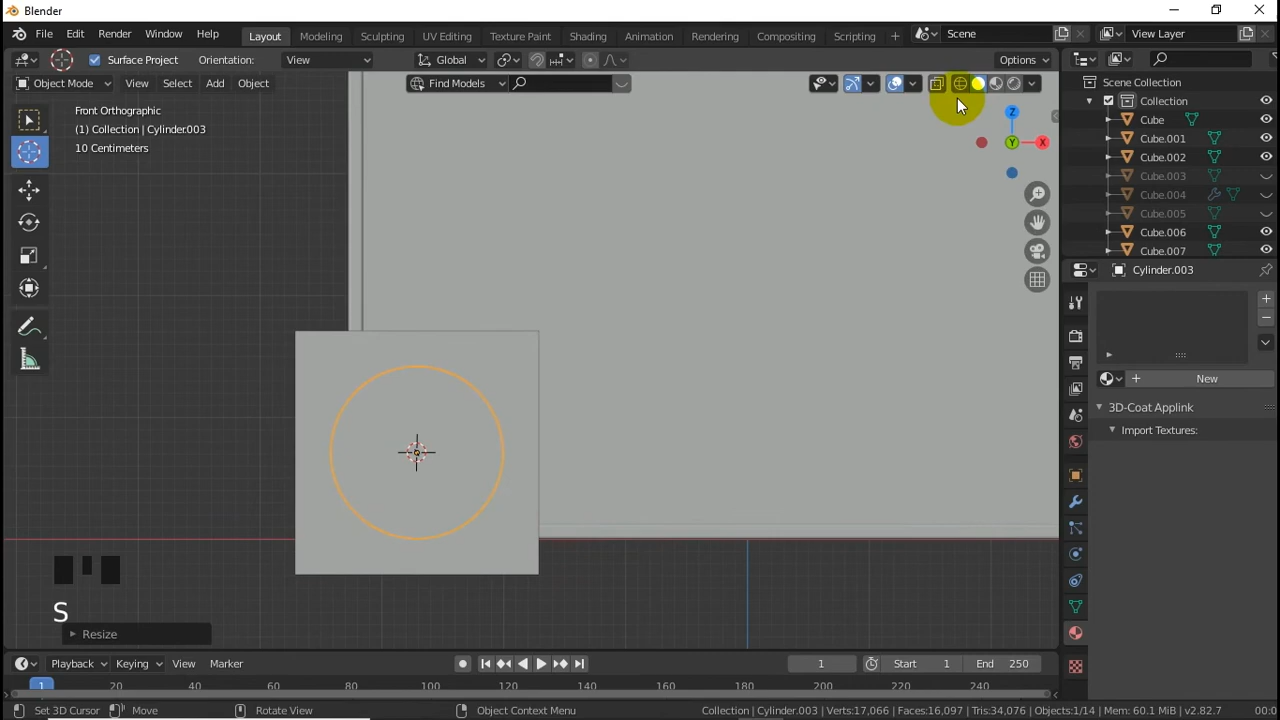 Blender
File Edit Render Window Help Layout Modeling Sculpting UV Editing Texture Paint Shading Animation Rendering Compositing Scripting + Scene View Layer
Surface Project Orientation: View Global Options
Object Mode View Select Add Object Find Models
Scene Collection
Collection
Cube
Cube.001
Cube.002
Cube.003
Cube.004
Cube.005
Cube.006
Cube.007
Front Orthographic
(1) Collection | Cylinder.003
10 Centimeters
Z
Y X
Cylinder.003
+ New
3D-Coat Applink
Import Textures:
S
Resize
Playback Keying View Marker 1 Start 1 End 250
1 20 40 60 80 100 120 140 160 180 200 220 240
Set 3D Cursor Move Rotate View Object Context Menu Collection | Cylinder.003 | Verts:17,066 | Faces:16,097 | Tris:34,076 | Objects:1/14 | Mem: 60.1 MiB | v2.82.7